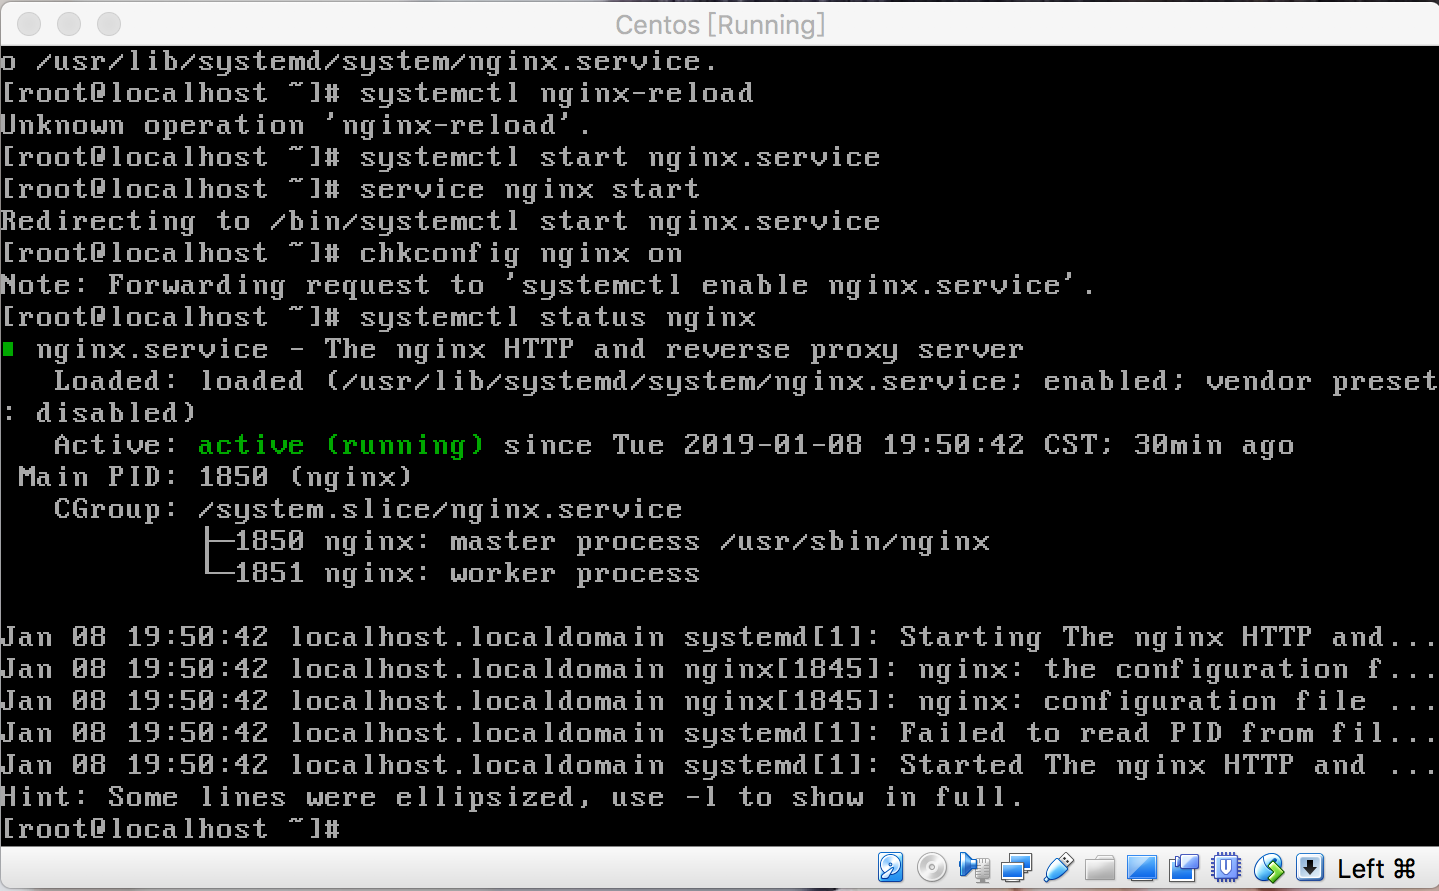 Centos [Running]
o /usr/lib/systemd/system/nginx.service.
[root@localhost ~]# systemctl nginx-reload
Unknown operation 'nginx-reload'.
[root@localhost ~]# systemctl start nginx.service
[root@localhost ~]# service nginx start
Redirecting to /bin/systemctl start nginx.service
[root@localhost ~]# chkconfig nginx on
Note: Forwarding request to 'systemctl enable nginx.service'.
[root@localhost ~]# systemctl status nginx
nginx.service - The nginx HTTP and reverse proxy server
Loaded: loaded (/usr/lib/systemd/system/nginx.service; enabled; vendor preset
: disabled)
Active: active (running) since Tue 2019-01-08 19:50:42 CST; 30min ago
Main PID: 1850 (nginx)
CGroup: /system.slice/nginx.service
├─1850 nginx: master process /usr/sbin/nginx
└─1851 nginx: worker process
Jan 08 19:50:42 localhost.localdomain systemd[1]: Starting The nginx HTTP and...
Jan 08 19:50:42 localhost.localdomain nginx[1845]: nginx: the configuration f...
Jan 08 19:50:42 localhost.localdomain nginx[1845]: nginx: configuration file ...
Jan 08 19:50:42 localhost.localdomain systemd[1]: Failed to read PID from fil...
Jan 08 19:50:42 localhost.localdomain systemd[1]: Started The nginx HTTP and ...
Hint: Some lines were ellipsized, use -l to show in full.
[root@localhost ~]#
Left ⌘